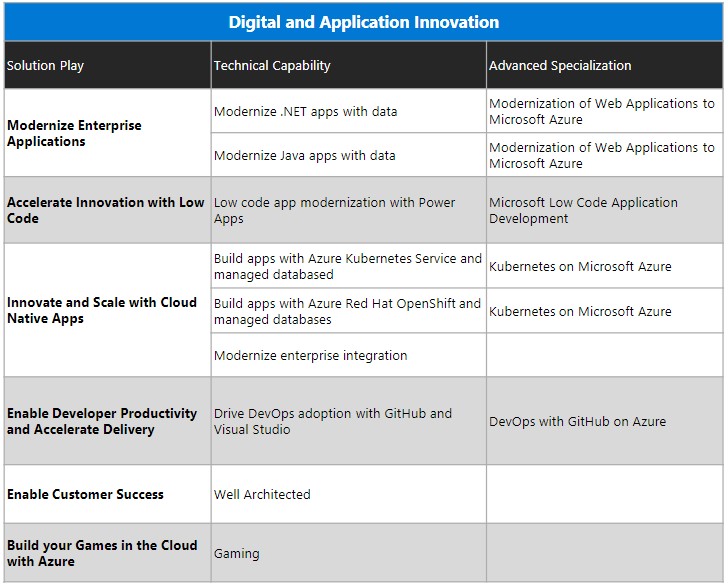 Digital and Application Innovation
Solution Play
Technical Capability
Advanced Specialization
Modernize Enterprise
Applications
Modernize .NET apps with data
Modernization of Web Applications to
Microsoft Azure
Modernize Java apps with data
Modernization of Web Applications to
Microsoft Azure
Accelerate Innovation with Low
Code
Low code app modernization with Power
Apps
Microsoft Low Code Application
Development
Innovate and Scale with Cloud
Native Apps
Build apps with Azure Kubernetes Service and
managed databased
Kubernetes on Microsoft Azure
Build apps with Azure Red Hat OpenShift and
managed databases
Kubernetes on Microsoft Azure
Modernize enterprise integration
Enable Developer Productivity
and Accelerate Delivery
Drive DevOps adoption with GitHub and
Visual Studio
DevOps with GitHub on Azure
Enable Customer Success
Well Architected
Build your Games in the Cloud
with Azure
Gaming